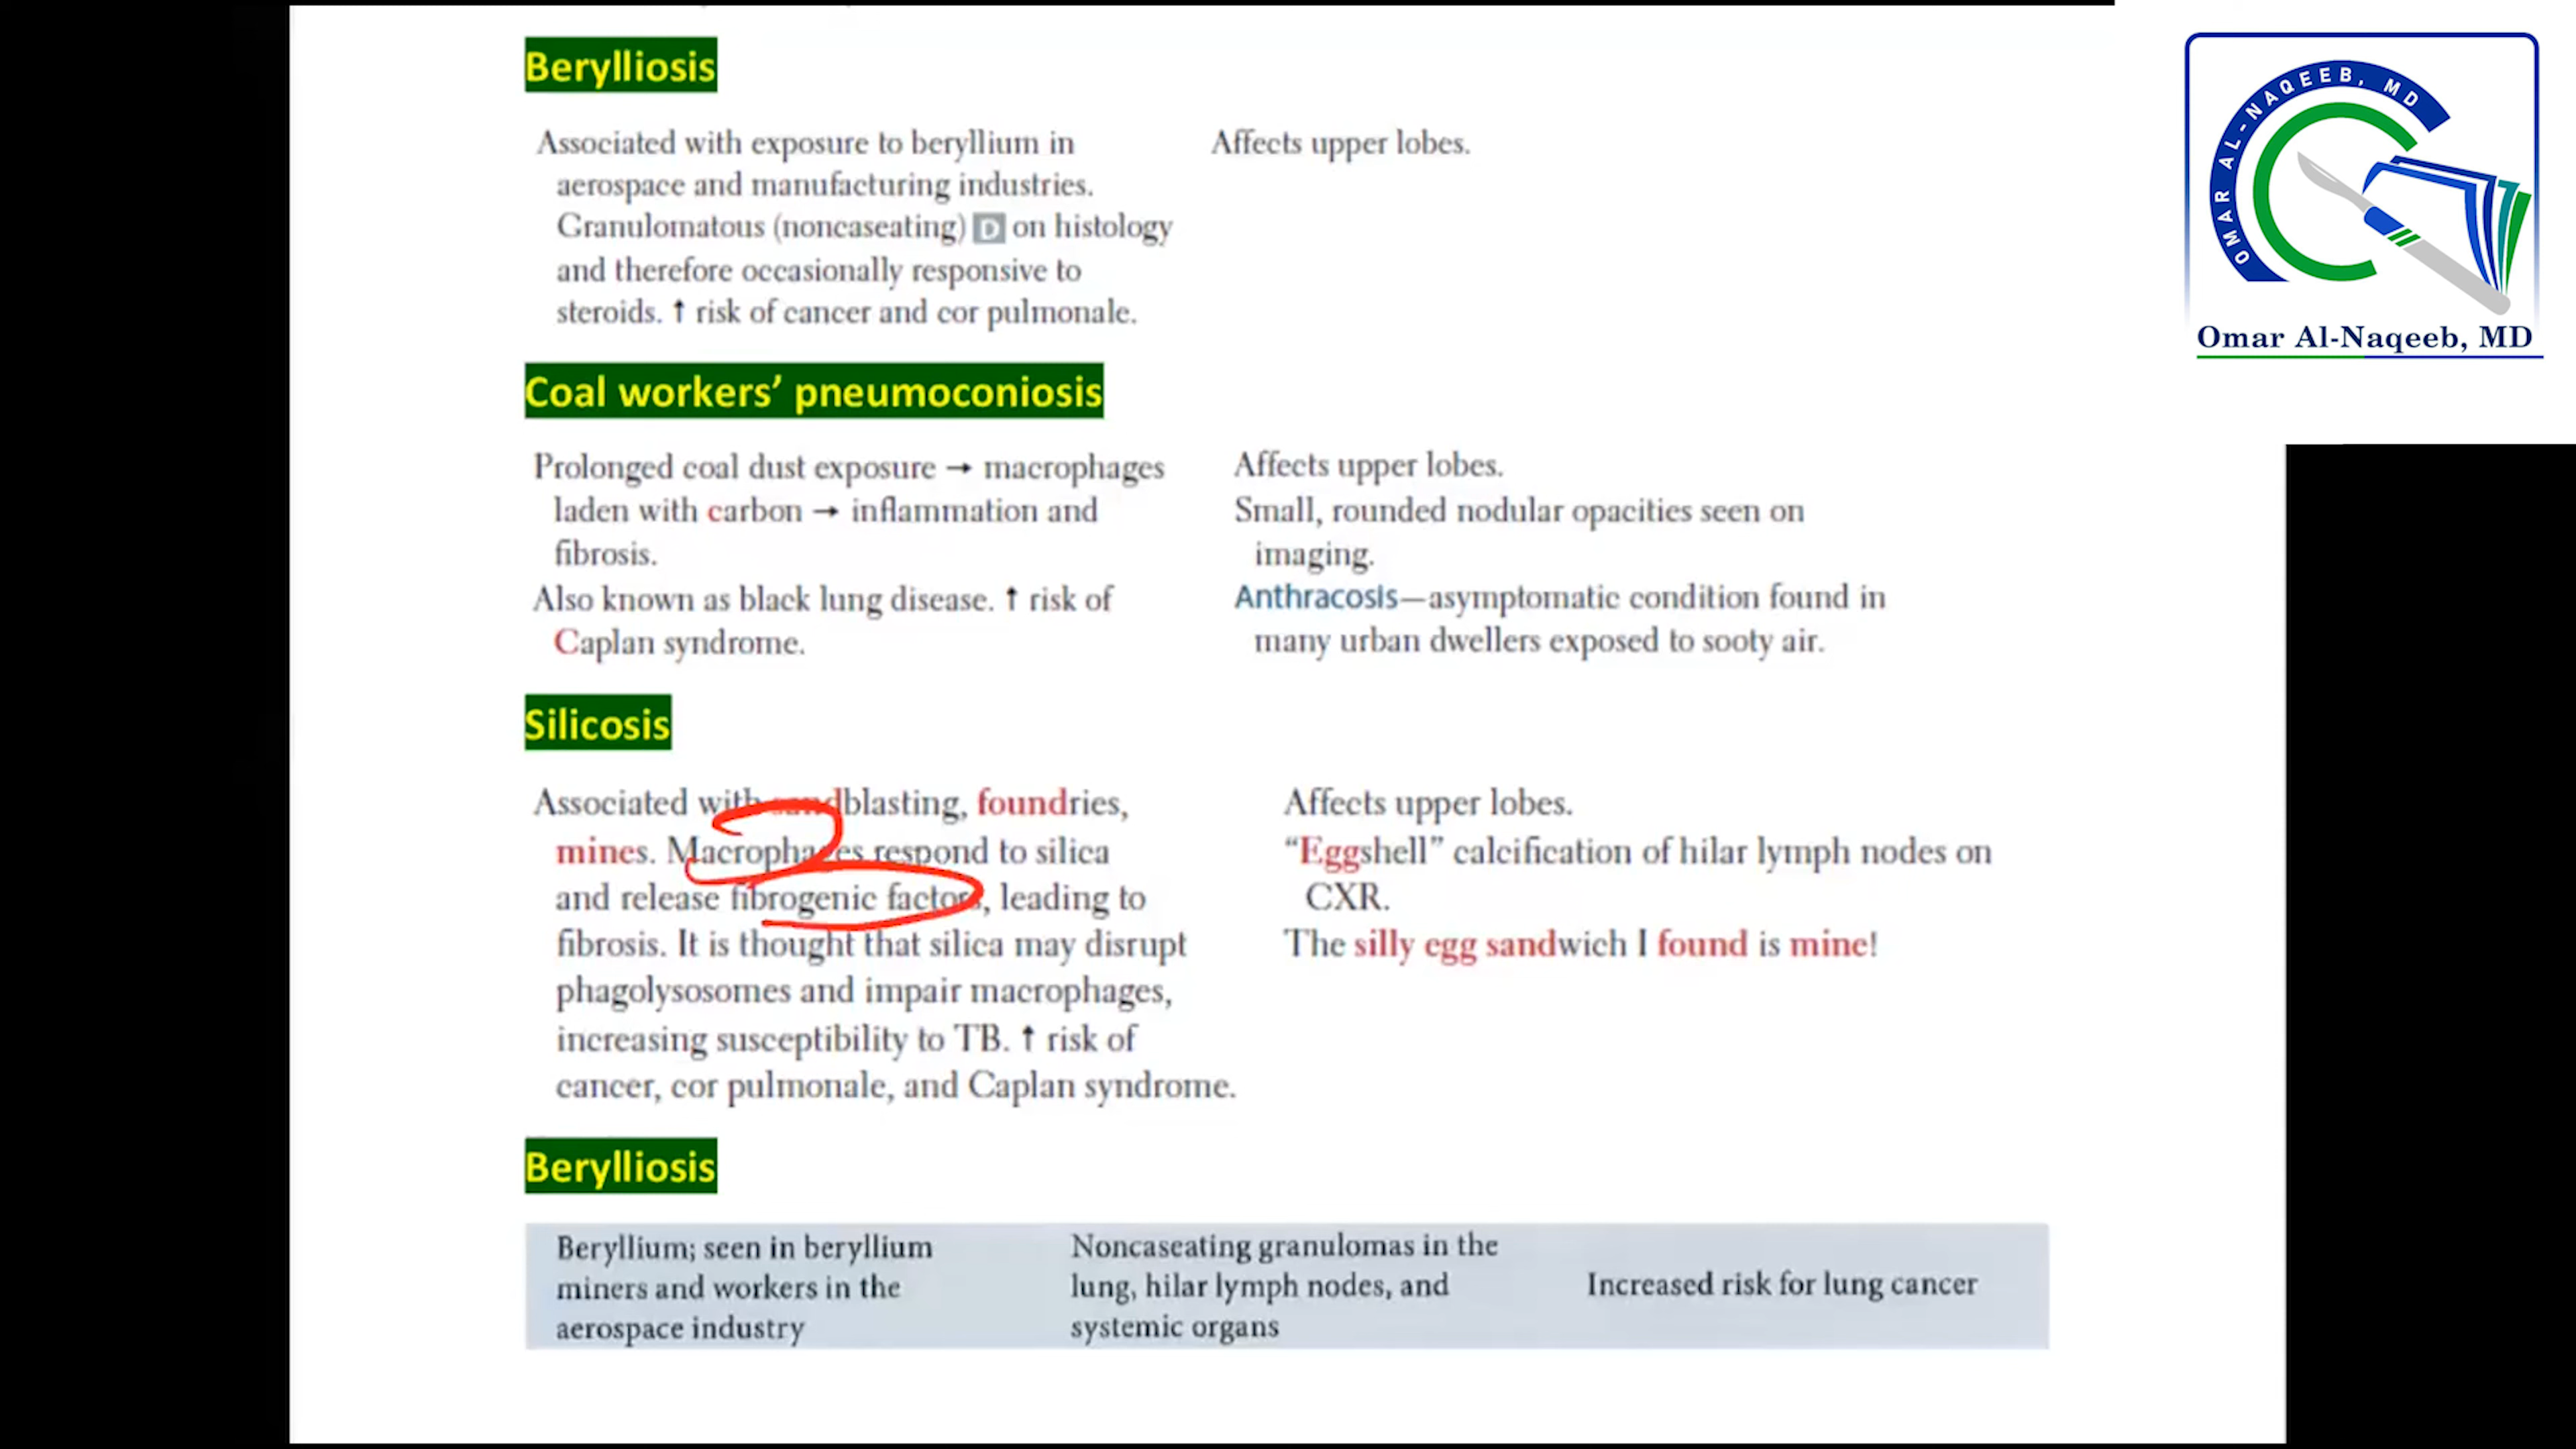 Berylliosis
Associated with exposure to beryllium in
aerospace and manufacturing industries.
Granulomatous (noncaseating) D on histology
and therefore occasionally responsive to
steroids. ↑ risk of cancer and cor pulmonale.
Affects upper lobes.
Coal workers’ pneumoconiosis
Prolonged coal dust exposure → macrophages
laden with carbon → inflammation and
fibrosis.
Also known as black lung disease. ↑ risk of
Caplan syndrome.
Affects upper lobes.
Small, rounded nodular opacities seen on
imaging.
Anthracosis—asymptomatic condition found in
many urban dwellers exposed to sooty air.
Silicosis
Associated with sandblasting, foundries,
mines. Macrophages respond to silica
and release fibrogenic factors, leading to
fibrosis. It is thought that silica may disrupt
phagolysosomes and impair macrophages,
increasing susceptibility to TB. ↑ risk of
cancer, cor pulmonale, and Caplan syndrome.
Affects upper lobes.
“Eggshell” calcification of hilar lymph nodes on
CXR.
The silly egg sandwich I found is mine!
Berylliosis
Beryllium; seen in beryllium
miners and workers in the
aerospace industry
Noncaseating granulomas in the
lung, hilar lymph nodes, and
systemic organs
Increased risk for lung cancer
OMAR AL-NAQEEB, MD
Omar Al-Naqeeb, MD